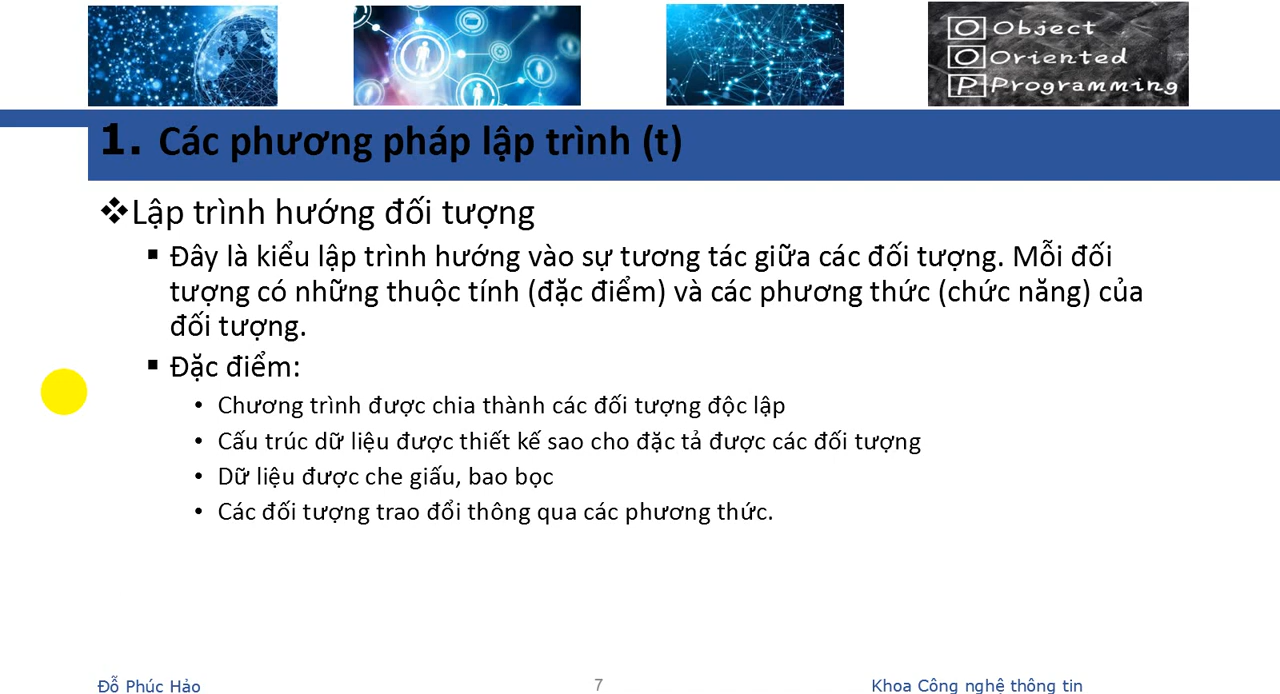 Object
Oriented
Programming
1. Các phương pháp lập trình (t)
❖Lập trình hướng đối tượng
▪ Đây là kiểu lập trình hướng vào sự tương tác giữa các đối tượng. Mỗi đối
tượng có những thuộc tính (đặc điểm) và các phương thức (chức năng) của
đối tượng.
▪ Đặc điểm:
• Chương trình được chia thành các đối tượng độc lập
• Cấu trúc dữ liệu được thiết kế sao cho đặc tả được các đối tượng
• Dữ liệu được che giấu, bao bọc
• Các đối tượng trao đổi thông qua các phương thức.
Đỗ Phúc Hảo
7
Khoa Công nghệ thông tin